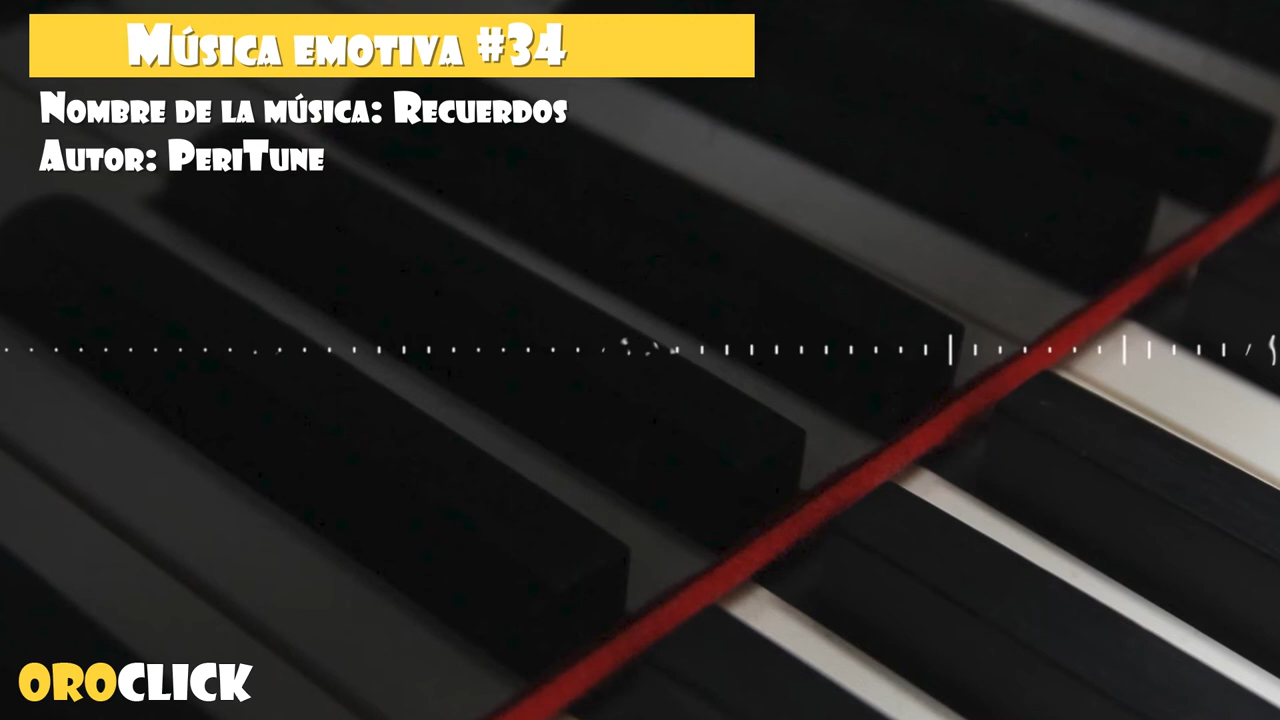 Música emotiva #34
Nombre de la música: Recuerdos
Autor: PeriTune
OROCLICK